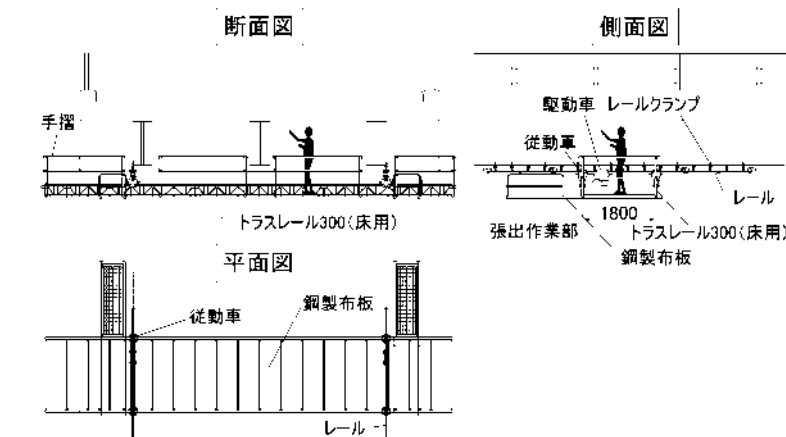 断面図
手摺
トラスレール300(床用)
側面図
駆動車
レールクランプ
従動車
レール
1800
張出作業部
トラスレール300(床用)
鋼製布板
平面図
従動車
鋼製布板
レール